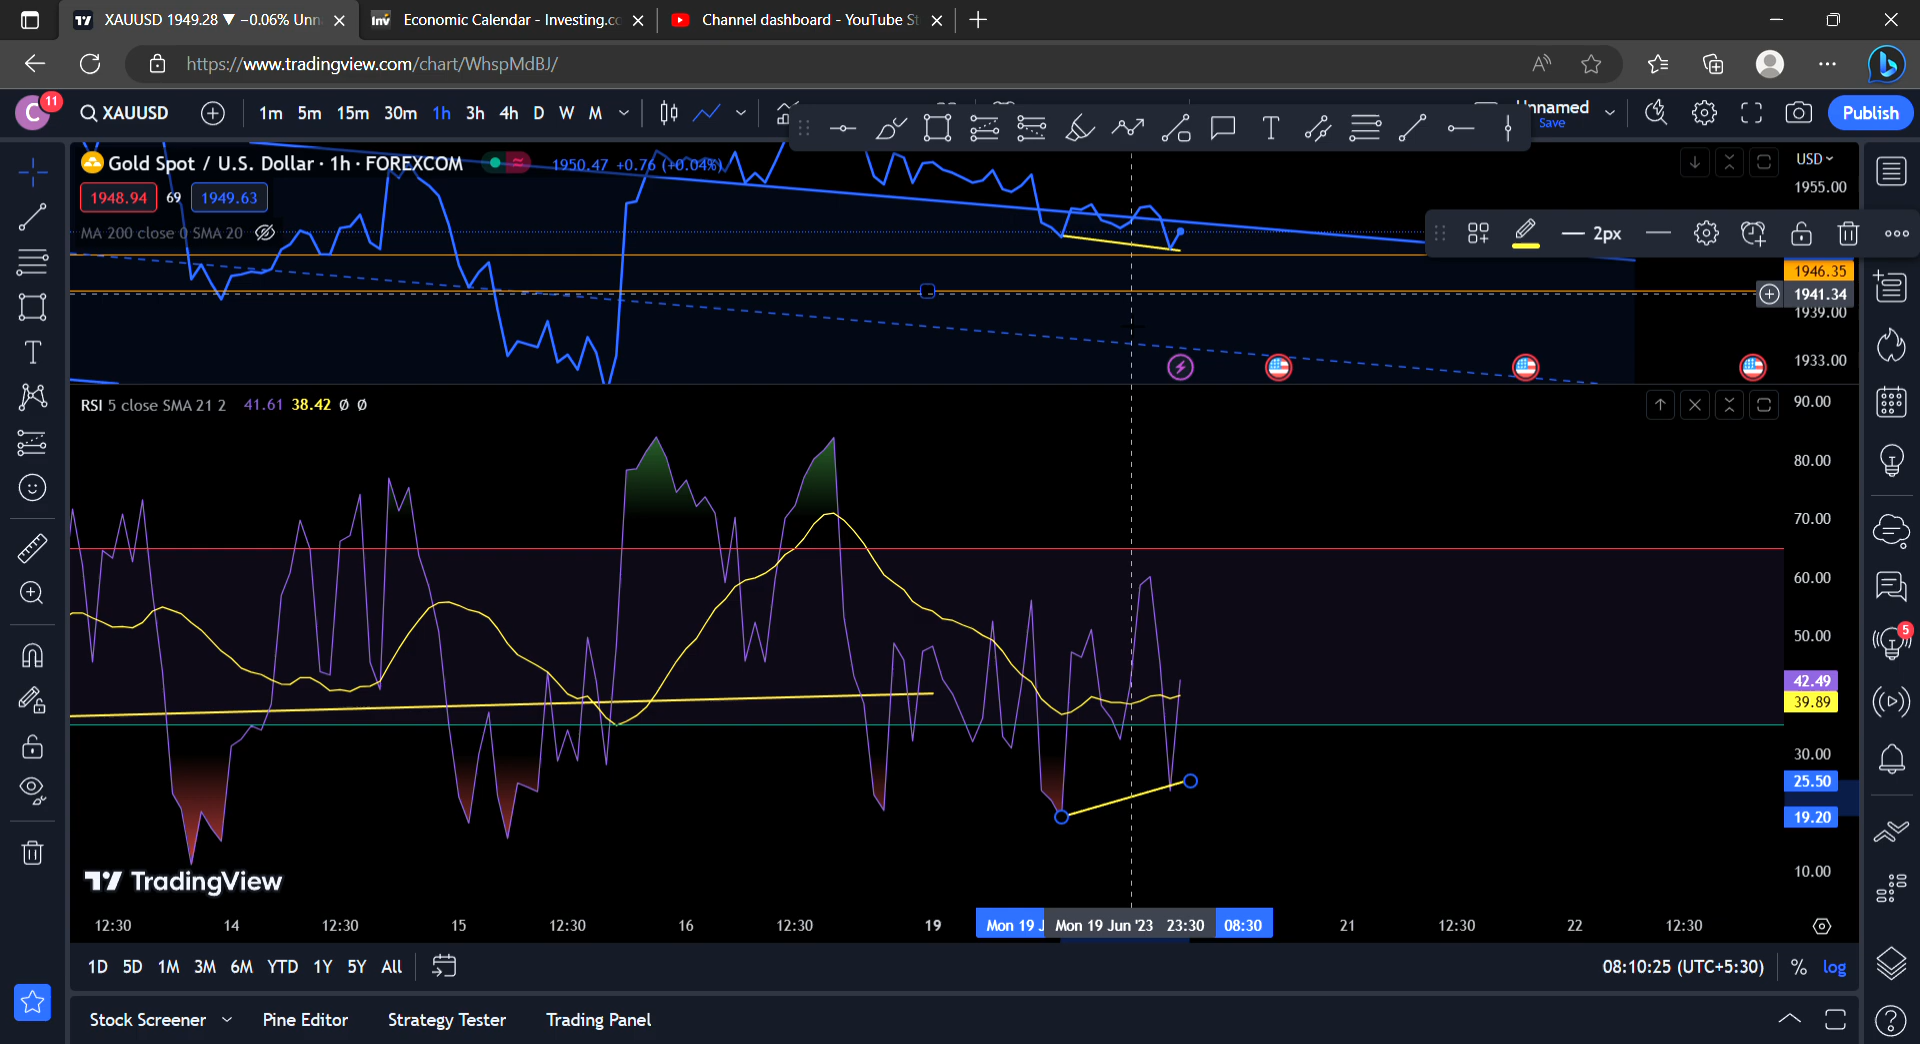 XAUUSD 1949.28 ▼ −0.06% Unn
Economic Calendar - Investing.co
Channel dashboard - YouTube St
https://www.tradingview.com/chart/WhspMdBJ/
C
11
XAUUSD
1m 5m 15m 30m 1h 3h 4h D W M
Unnamed
Save
Publish
Gold Spot / U.S. Dollar · 1h · FOREXCOM
1950.47 +0.76 (+0.04%)
USD
1955.00
1948.94 69 1949.63
MA 200 close 0 SMA 20
2px
1946.35
1941.34
1939.00
1933.00
RSI 5 close SMA 21 2 41.61 38.42 Ø Ø
90.00
80.00
70.00
60.00
50.00
5
42.49
39.89
30.00
25.50
19.20
10.00
TradingView
12:30 14 12:30 15 12:30 16 12:30 19 Mon 19 J Mon 19 Jun '23 23:30 08:30 21 12:30 22 12:30
1D 5D 1M 3M 6M YTD 1Y 5Y All
08:10:25 (UTC+5:30) % log
Stock Screener Pine Editor Strategy Tester Trading Panel